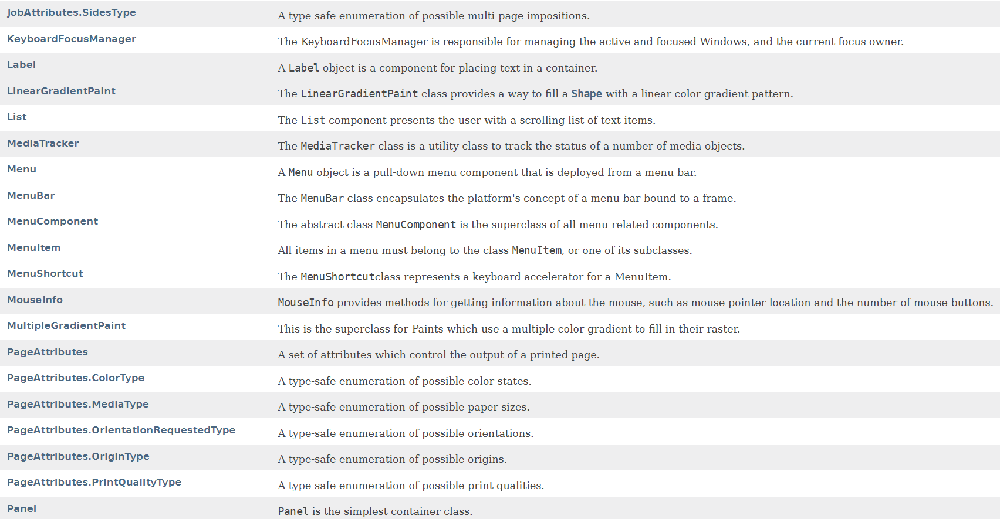 JobAttributes.SidesType A type-safe enumeration of possible multi-page impositions.
KeyboardFocusManager The KeyboardFocusManager is responsible for managing the active and focused Windows, and the current focus owner.
Label A Label object is a component for placing text in a container.
LinearGradientPaint The LinearGradientPaint class provides a way to fill a Shape with a linear color gradient pattern.
List The List component presents the user with a scrolling list of text items.
MediaTracker The MediaTracker class is a utility class to track the status of a number of media objects.
Menu A Menu object is a pull-down menu component that is deployed from a menu bar.
MenuBar The MenuBar class encapsulates the platform's concept of a menu bar bound to a frame.
MenuComponent The abstract class MenuComponent is the superclass of all menu-related components.
MenuItem All items in a menu must belong to the class MenuItem, or one of its subclasses.
MenuShortcut The MenuShortcutclass represents a keyboard accelerator for a MenuItem.
MouseInfo MouseInfo provides methods for getting information about the mouse, such as mouse pointer location and the number of mouse buttons.
MultipleGradientPaint This is the superclass for Paints which use a multiple color gradient to fill in their raster.
PageAttributes A set of attributes which control the output of a printed page.
PageAttributes.ColorType A type-safe enumeration of possible color states.
PageAttributes.MediaType A type-safe enumeration of possible paper sizes.
PageAttributes.OrientationRequestedType A type-safe enumeration of possible orientations.
PageAttributes.OriginType A type-safe enumeration of possible origins.
PageAttributes.PrintQualityType A type-safe enumeration of possible print qualities.
Panel Panel is the simplest container class.